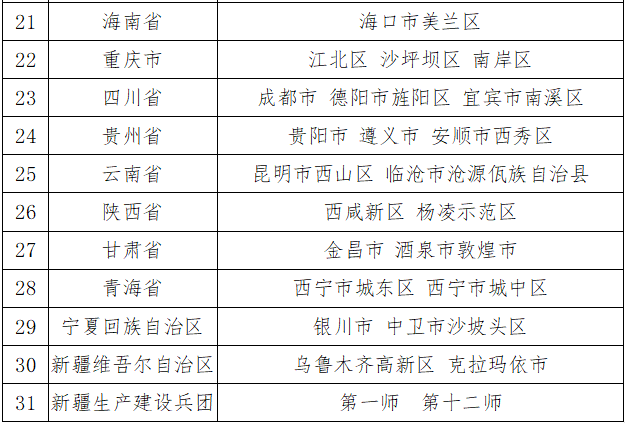 21 海南省 海口市美兰区
22 重庆市 江北区 沙坪坝区 南岸区
23 四川省 成都市 德阳市旌阳区 宜宾市南溪区
24 贵州省 贵阳市 遵义市 安顺市西秀区
25 云南省 昆明市西山区 临沧市沧源佤族自治县
26 陕西省 西咸新区 杨凌示范区
27 甘肃省 金昌市 酒泉市敦煌市
28 青海省 西宁市城东区 西宁市城中区
29 宁夏回族自治区 银川市 中卫市沙坡头区
30 新疆维吾尔自治区 乌鲁木齐高新区 克拉玛依市
31 新疆生产建设兵团 第一师 第十二师